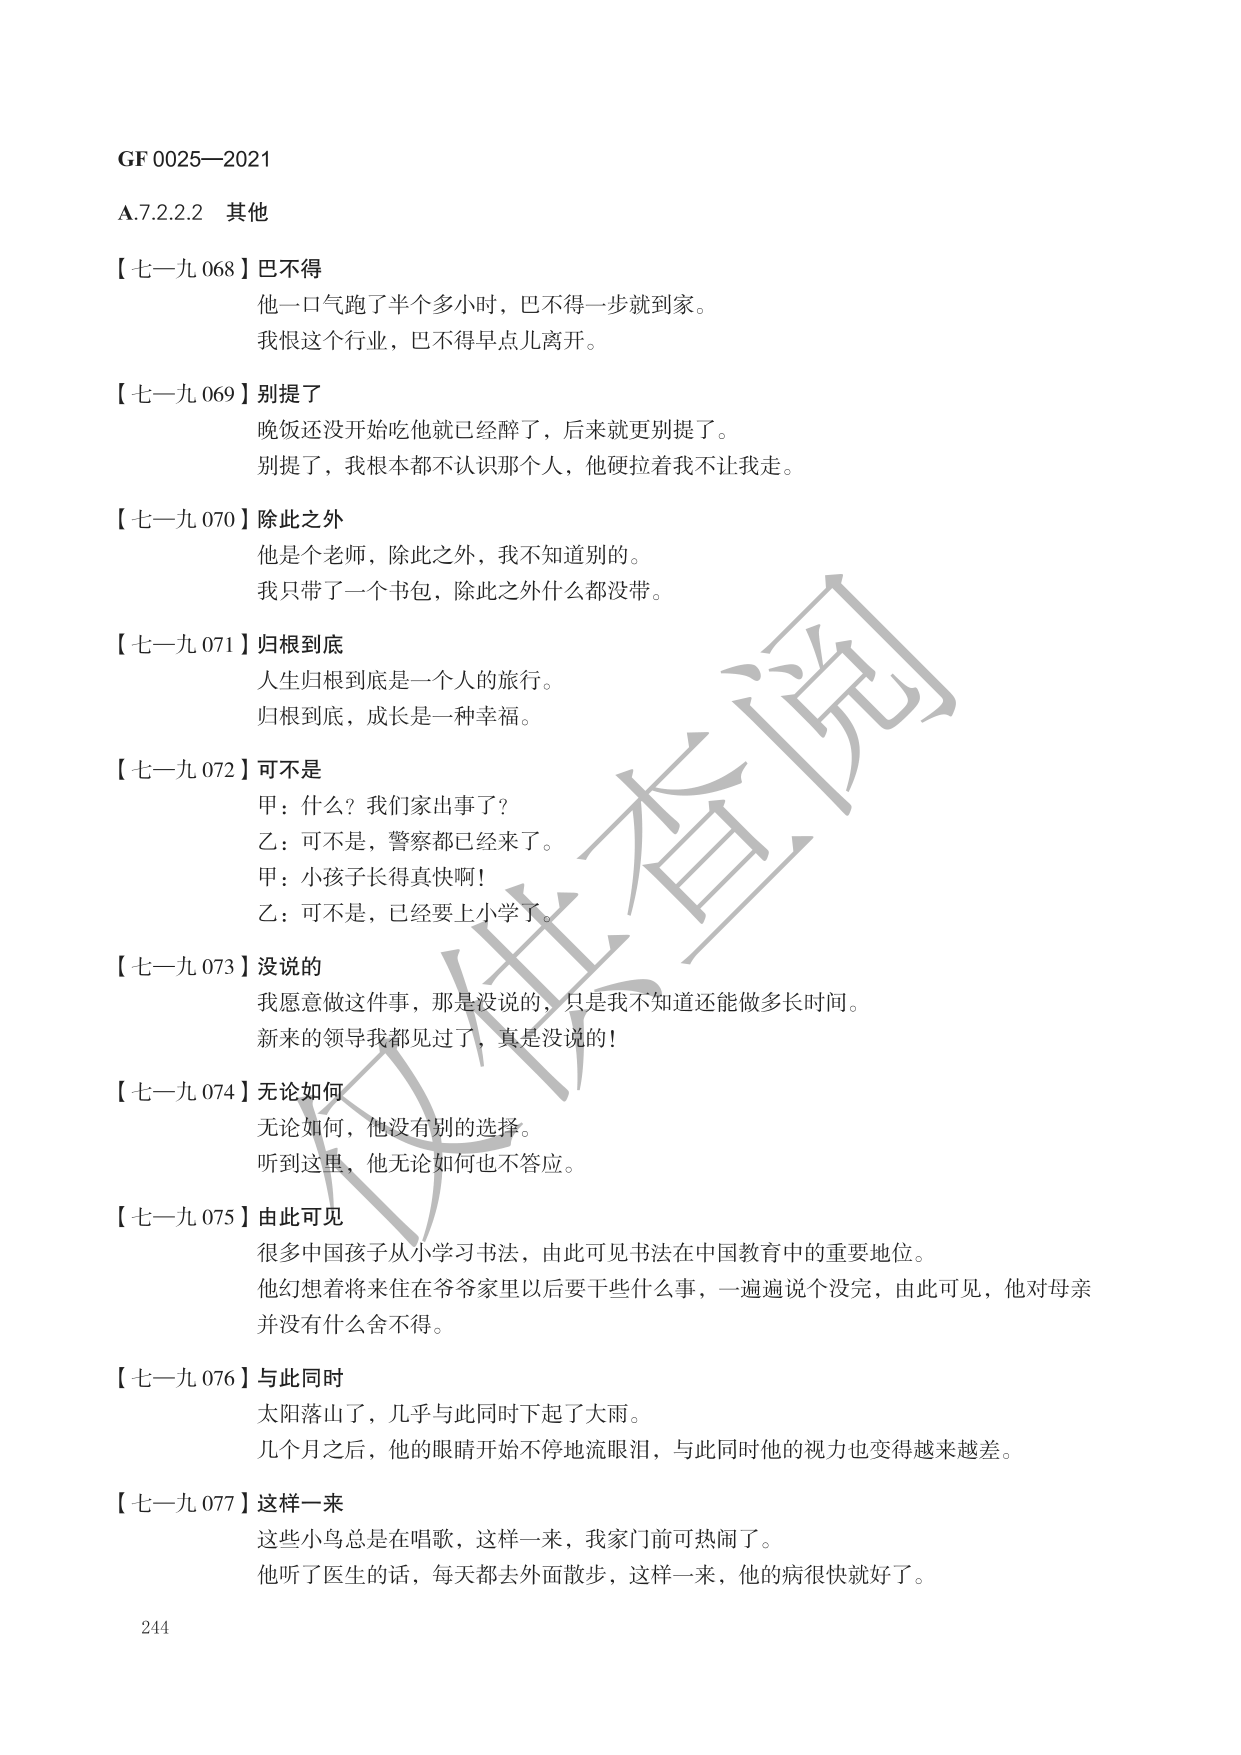 GF 0025—2021
A.7.2.2.2 其他
【七—九 068】巴不得
他一口气跑了半个多小时，巴不得一步就到家。
我恨这个行业，巴不得早点儿离开。
【七—九 069】别提了
晚饭还没开始吃他就已经醉了，后来就更别提了。
别提了，我根本都不认识那个人，他硬拉着我不让我走。
【七—九 070】除此之外
他是个老师，除此之外，我不知道别的。
我只带了一个书包，除此之外什么都没带。
【七—九 071】归根到底
人生归根到底是一个人的旅行。
归根到底，成长是一种幸福。
【七—九 072】可不是
甲：什么？我们家出事了？
乙：可不是，警察都已经来了。
甲：小孩子长得真快啊！
乙：可不是，已经要上小学了。
【七—九 073】没说的
我愿意做这件事，那是没说的，只是我不知道还能做多长时间。
新来的领导我都见过了，真是没说的！
【七—九 074】无论如何
无论如何，他没有别的选择。
听到这里，他无论如何也不答应。
【七—九 075】由此可见
很多中国孩子从小学习书法，由此可见书法在中国教育中的重要地位。
他幻想着将来住在爷爷家里以后要干些什么事，一遍遍说个没完，由此可见，他对母亲
并没有什么舍不得。
【七—九 076】与此同时
太阳落山了，几乎与此同时下起了大雨。
几个月之后，他的眼睛开始不停地流眼泪，与此同时他的视力也变得越来越差。
【七—九 077】这样一来
这些小鸟总是在唱歌，这样一来，我家门前可热闹了。
他听了医生的话，每天都去外面散步，这样一来，他的病很快就好了。
244
仅供查阅